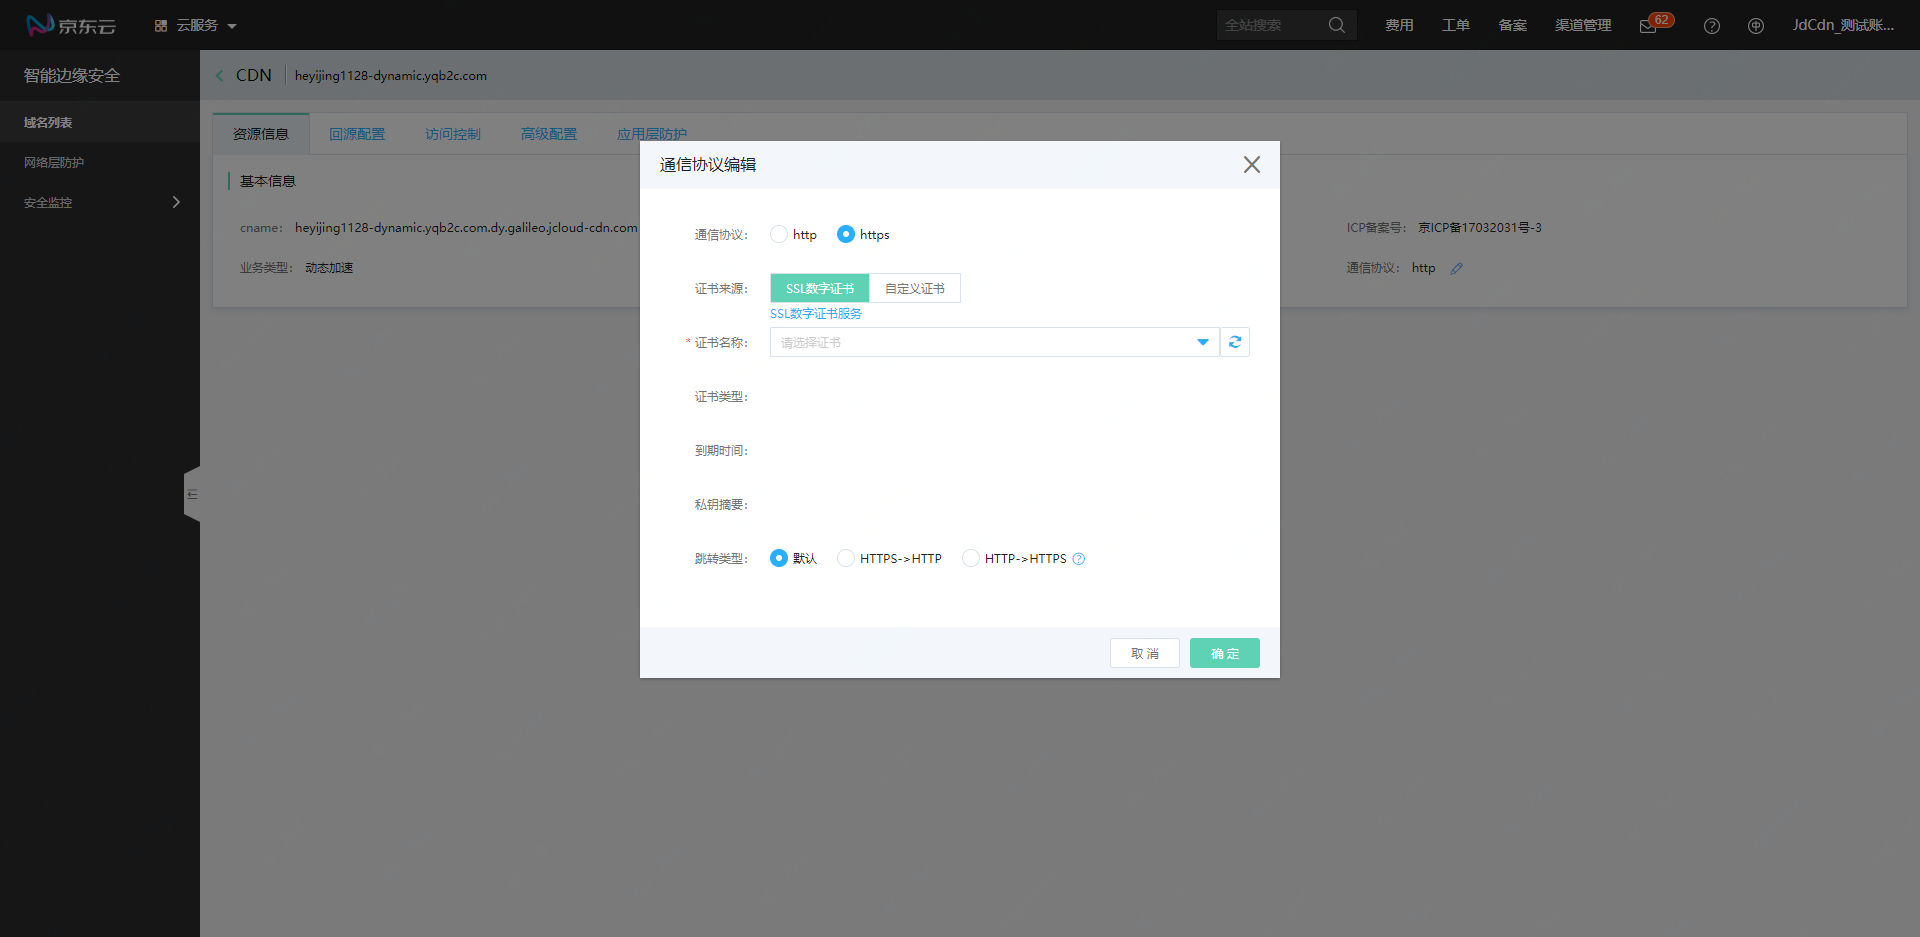 京东云 云服务 全站搜索 费用 工单 备案 渠道管理 62 JdCdn_测试账...
智能边缘安全
域名列表
网络层防护
安全监控
CDN heyijing1128-dynamic.yqb2c.com
资源信息 回源配置 访问控制 高级配置 应用层防护
基本信息
cname: heyijing1128-dynamic.yqb2c.com.dy.galileo.jcloud-cdn.com
ICP备案号: 京ICP备17032031号-3
业务类型: 动态加速
通信协议: http
通信协议编辑
通信协议: http https
证书来源: SSL数字证书 自定义证书
SSL数字证书服务
* 证书名称: 请选择证书
证书类型:
到期时间:
私钥摘要:
跳转类型: 默认 HTTPS->HTTP HTTP->HTTPS ?
取消 确定